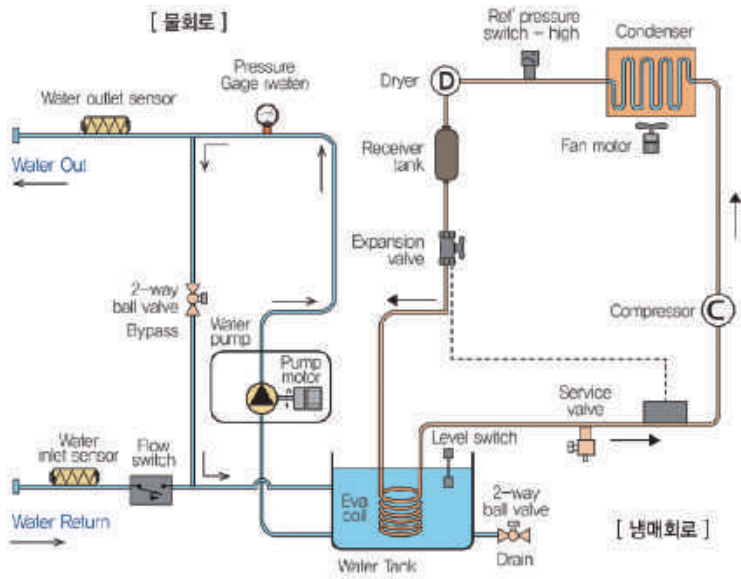 [ 물회로 ]
Ref' pressure
switch - high
Condenser
Pressure
Gage (water)
Dryer
D
Water outlet sensor
Water Out
Receiver
tank
Fan motor
Expansion
valve
2-way
ball valve
Bypass
Compressor
C
Water
pump
Pump
motor
Service
valve
Water
inlet sensor
Flow
switch
Level switch
Eva
coil
2-way
ball valve
Water Return
Drain
[ 냉매회로 ]
Water Tank